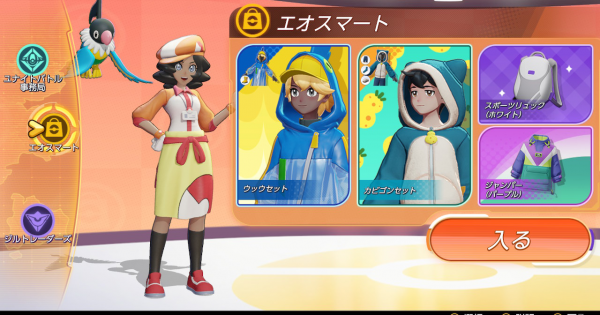 エオスマート
ユナイトバトル
事務局
エオスマート
ジルトレーダーズ
ウッウセット
カビゴンセット
スポーツリュック
(ホワイト)
ジャンパー
(パープル)
入る